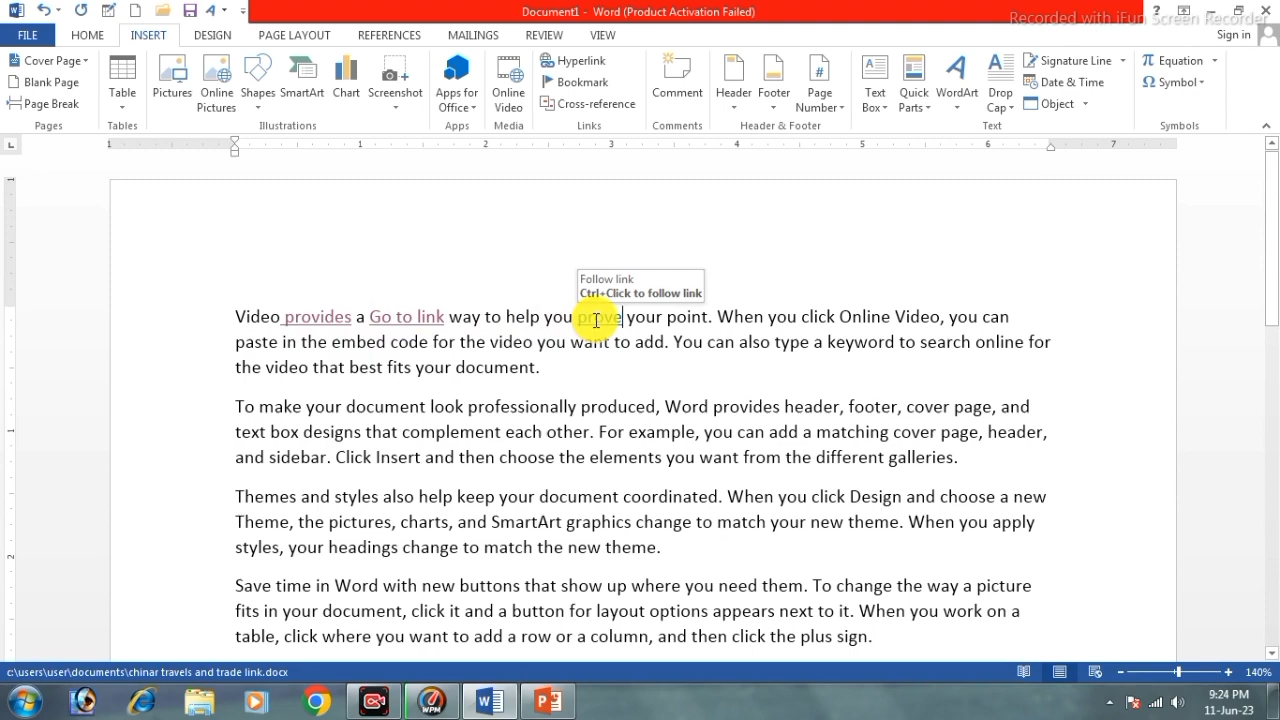 Document1 - Word (Product Activation Failed)
Recorded with iFun Screen Recorder
FILE HOME INSERT DESIGN PAGE LAYOUT REFERENCES MAILINGS REVIEW VIEW Sign in
Cover Page
Blank Page
Page Break
Pages
Table
Tables
Pictures
Online Pictures
Shapes
SmartArt
Chart
Screenshot
Illustrations
Apps for Office
Apps
Online Video
Media
Hyperlink
Bookmark
Cross-reference
Links
Comment
Comments
Header
Footer
Page Number
Header & Footer
Text Box
Quick Parts
WordArt
Drop Cap
Signature Line
Date & Time
Object
Text
Equation
Symbol
Symbols
1 1 2 3 4 5 6 7
Follow link
Ctrl+Click to follow link
Video provides a Go to link way to help you prove your point. When you click Online Video, you can
paste in the embed code for the video you want to add. You can also type a keyword to search online for
the video that best fits your document.
To make your document look professionally produced, Word provides header, footer, cover page, and
text box designs that complement each other. For example, you can add a matching cover page, header,
and sidebar. Click Insert and then choose the elements you want from the different galleries.
Themes and styles also help keep your document coordinated. When you click Design and choose a new
Theme, the pictures, charts, and SmartArt graphics change to match your new theme. When you apply
styles, your headings change to match the new theme.
Save time in Word with new buttons that show up where you need them. To change the way a picture
fits in your document, click it and a button for layout options appears next to it. When you work on a
table, click where you want to add a row or a column, and then click the plus sign.
1
1
2
c:\users\user\documents\chinar travels and trade link.docx
140%
WPM
9:24 PM
11-Jun-23